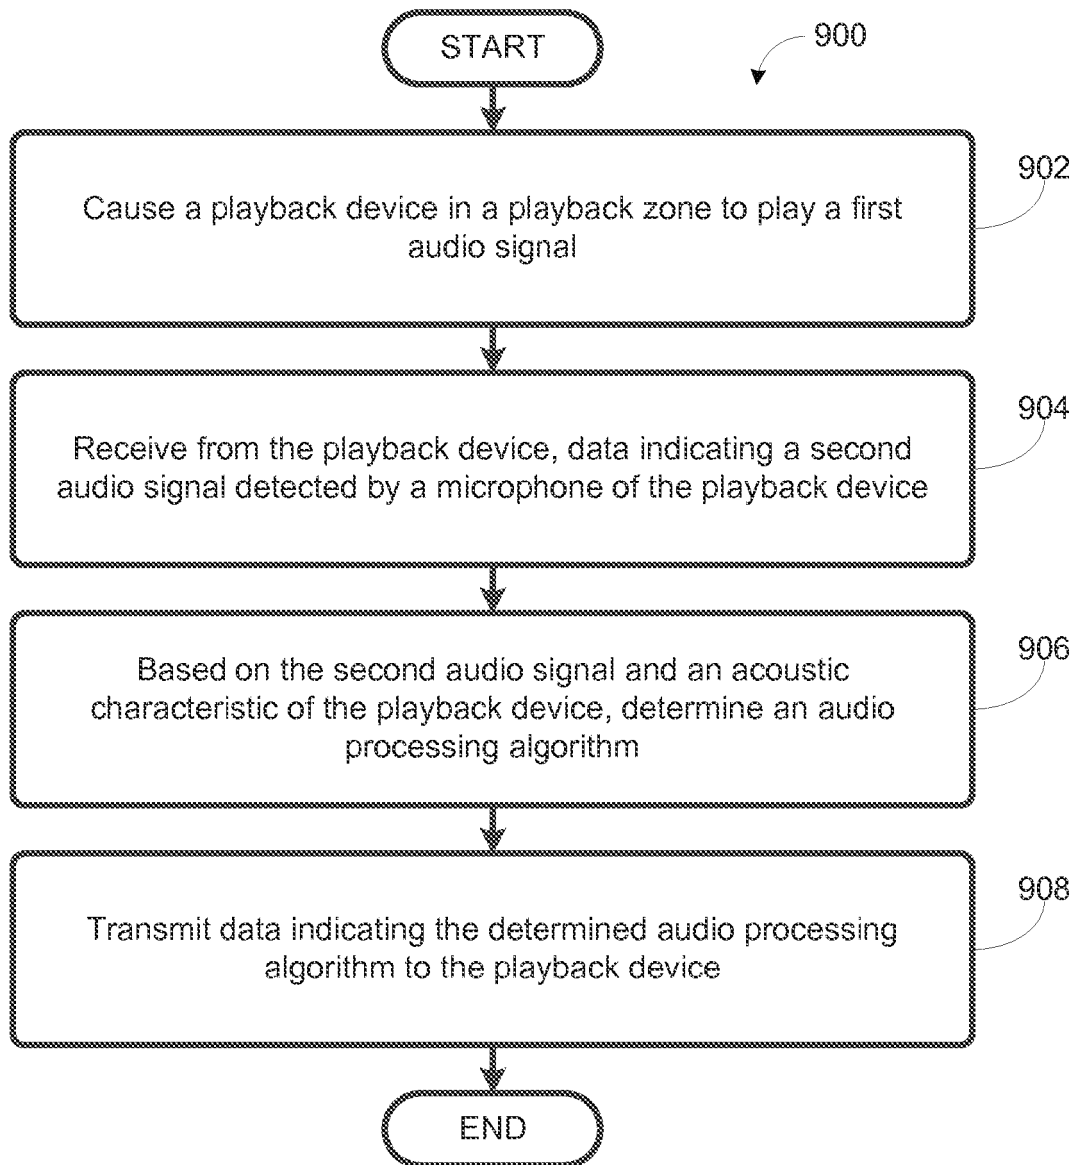 START
900
Cause a playback device in a playback zone to play a first
audio signal
902
Receive from the playback device, data indicating a second
audio signal detected by a microphone of the playback device
904
Based on the second audio signal and an acoustic
characteristic of the playback device, determine an audio
processing algorithm
906
Transmit data indicating the determined audio processing
algorithm to the playback device
908
END